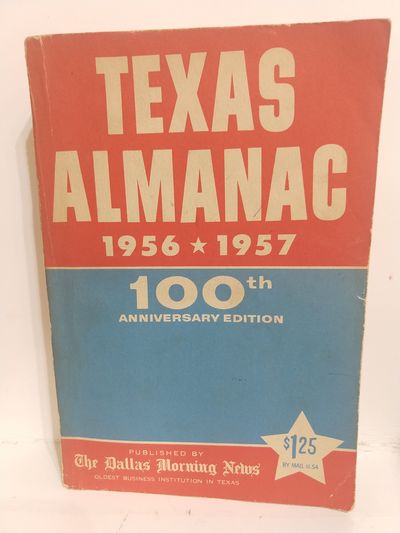 TEXAS
ALMANAC
1956 ★ 1957
100th
ANNIVERSARY EDITION
PUBLISHED BY
The Dallas Morning News
OLDEST BUSINESS INSTITUTION IN TEXAS
$1.25
BY MAIL $1.54